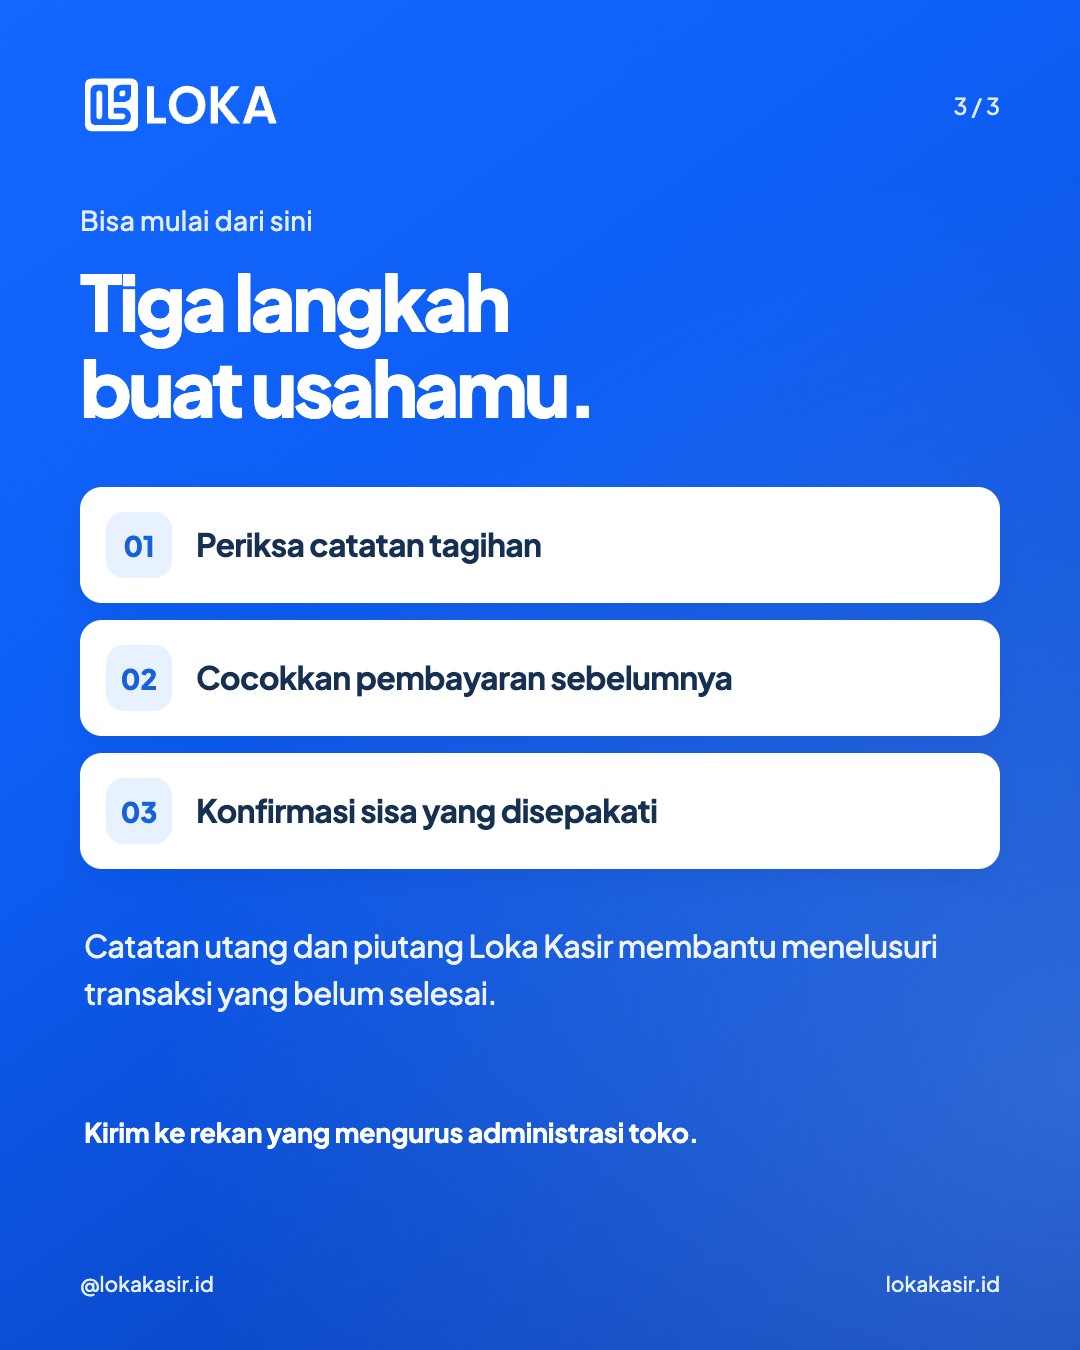 LOKA
3 / 3
Bisa mulai dari sini
Tiga langkah
buat usahamu.
01 Periksa catatan tagihan
02 Cocokkan pembayaran sebelumnya
03 Konfirmasi sisa yang disepakati
Catatan utang dan piutang Loka Kasir membantu menelusuri
transaksi yang belum selesai.
Kirim ke rekan yang mengurus administrasi toko.
@lokakasir.id
lokakasir.id